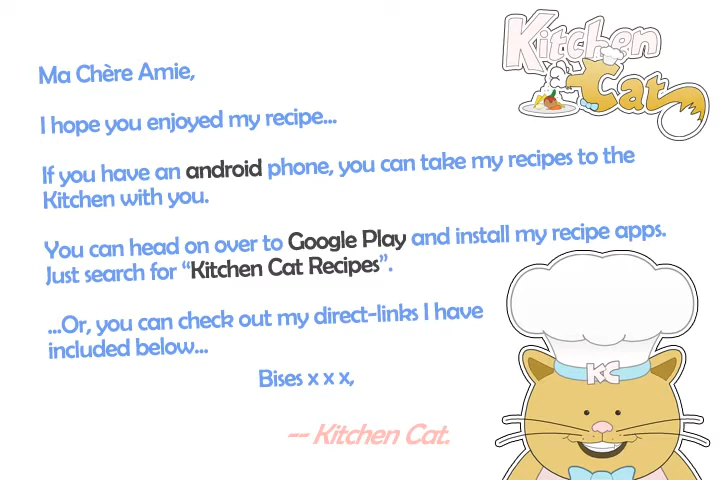 Kitchen
Cat
Ma Chère Amie,
I hope you enjoyed my recipe...
If you have an android phone, you can take my recipes to the
Kitchen with you.
You can head on over to Google Play and install my recipe apps.
Just search for “Kitchen Cat Recipes”.
...Or, you can check out my direct-links I have
included below...
Bises x x x,
-- Kitchen Cat.
KC